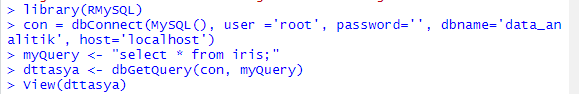 > library(RMySQL)
> con = dbConnect(MySQL(), user ='root', password='', dbname='data_an
alitik', host='localhost')
> myQuery <- "select * from iris;"
> dttasya <- dbGetQuery(con, myQuery)
> View(dttasya)